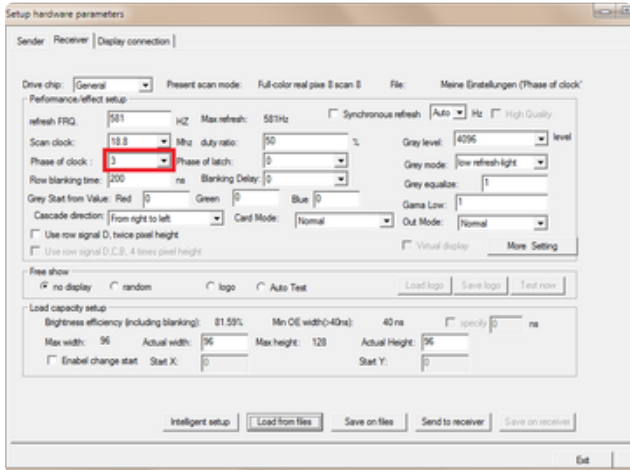 Setup hardware parameters
Sender Receiver Display connection
Drive chip: General Present scan mode: Full-color real pixe 8 scan 8 File: Meine Einstellungen ('Phase of clock'
Performance/effect setup
refresh FRQ. 581 HZ Max refresh: 581Hz Synchronous refresh Auto Hz High Quality
Scan clock: 18.8 Mhz duty ratio: 50 % Gray level: 4096 level
Phase of clock : 3 Phase of latch: 0 Grey mode: low refresh-light
Row blanking time: 200 ns Blanking Delay: 0 Grey equalize: 1
Grey Start from Value: Red 0 Green 0 Blue 0 Gama Low: 1
Cascade direction: From right to left Card Mode: Normal Out Mode: Normal
Use row signal D, twice pixel height Virtual display More Setting
Use row signal D,C,B, 4 times pixel height
Free show
no display random logo Auto Test Load logo Save logo Test now
Load capacity setup
Brightness efficiency (including blanking): 81.59% Min OE width(>40ns): 40 ns specify 0 ns
Max width: 96 Actual width: 96 Max height: 128 Actual Height: 96
Enabel change start Start X: 0 Start Y: 0
Intelligent setup Load from files Save on files Send to receiver Save on receiver
Exit